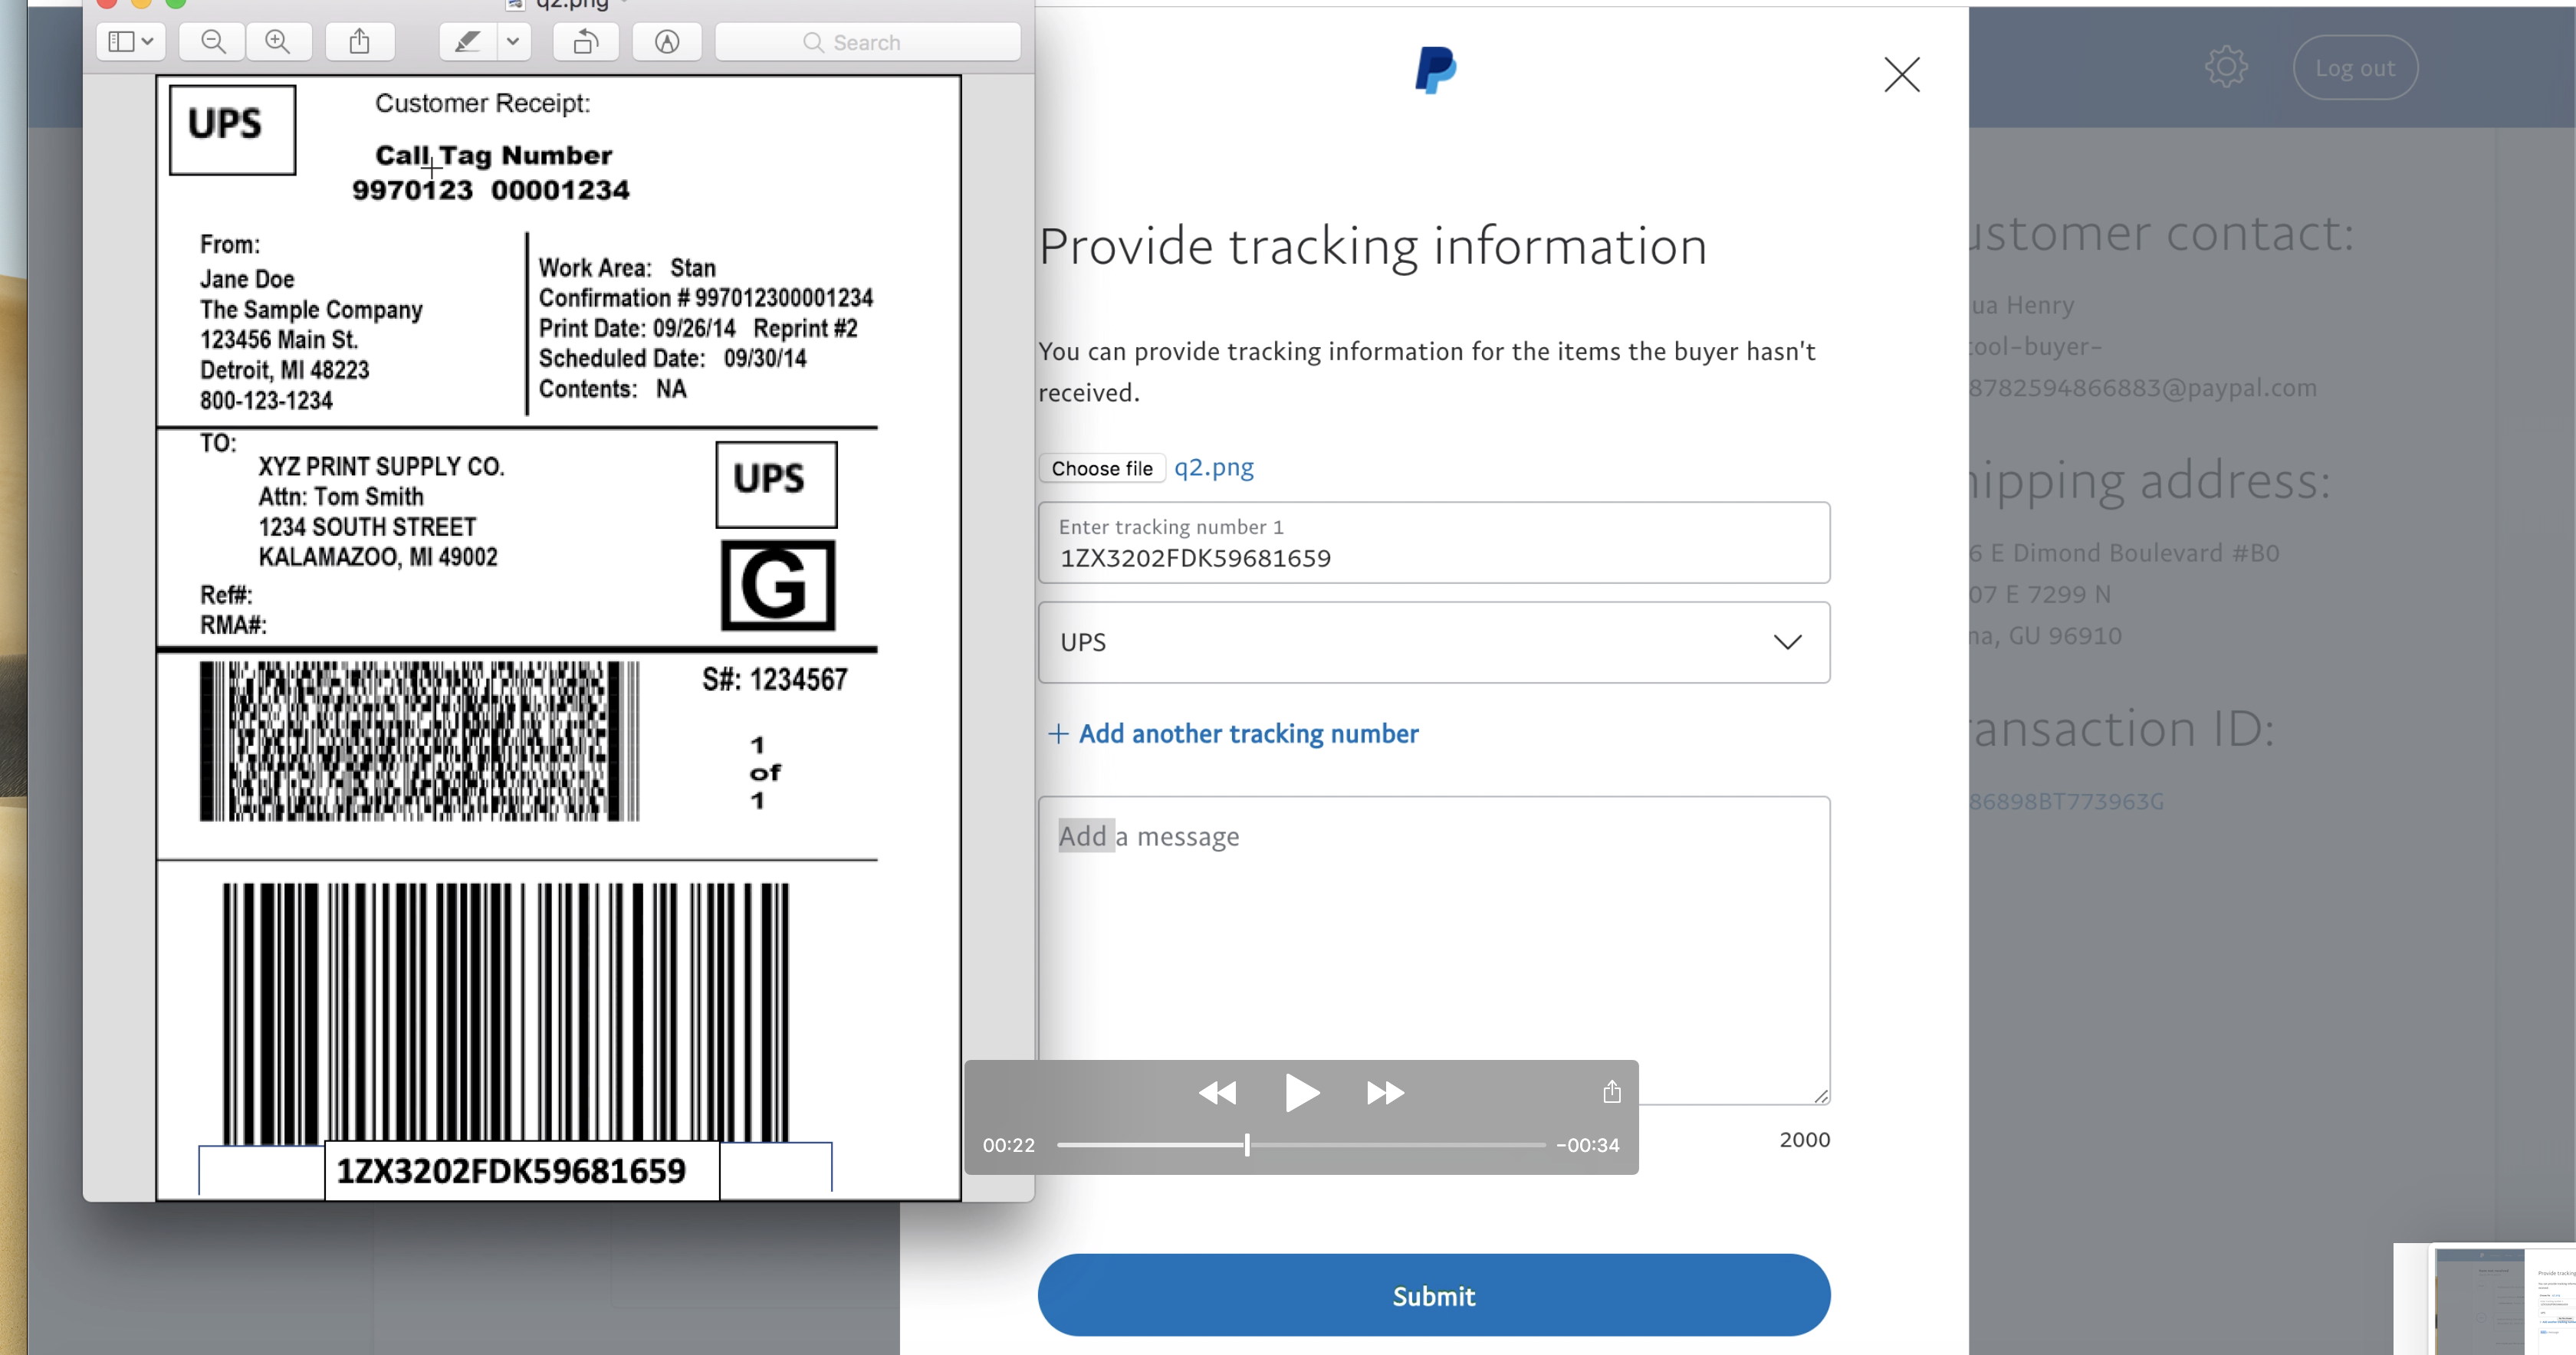 q2.png
Search
UPS
Customer Receipt:
Call Tag Number
9970123 00001234
From:
Jane Doe
The Sample Company
123456 Main St.
Detroit, MI 48223
800-123-1234
Work Area: Stan
Confirmation # 997012300001234
Print Date: 09/26/14 Reprint #2
Scheduled Date: 09/30/14
Contents: NA
TO:
XYZ PRINT SUPPLY CO.
Attn: Tom Smith
1234 SOUTH STREET
KALAMAZOO, MI 49002
Ref#:
RMA#:
UPS
G
S#: 1234567
1
of
1
1ZX3202FDK59681659
Provide tracking information
You can provide tracking information for the items the buyer hasn't
received.
Choose file q2.png
Enter tracking number 1
1ZX3202FDK59681659
UPS
+ Add another tracking number
Add a message
00:22
-00:34
2000
Submit
Log out
ustomer contact:
ua Henry
ool-buyer-
8782594866883@paypal.com
hipping address:
6 E Dimond Boulevard #B0
07 E 7299 N
na, GU 96910
ansaction ID:
86898BT773963G